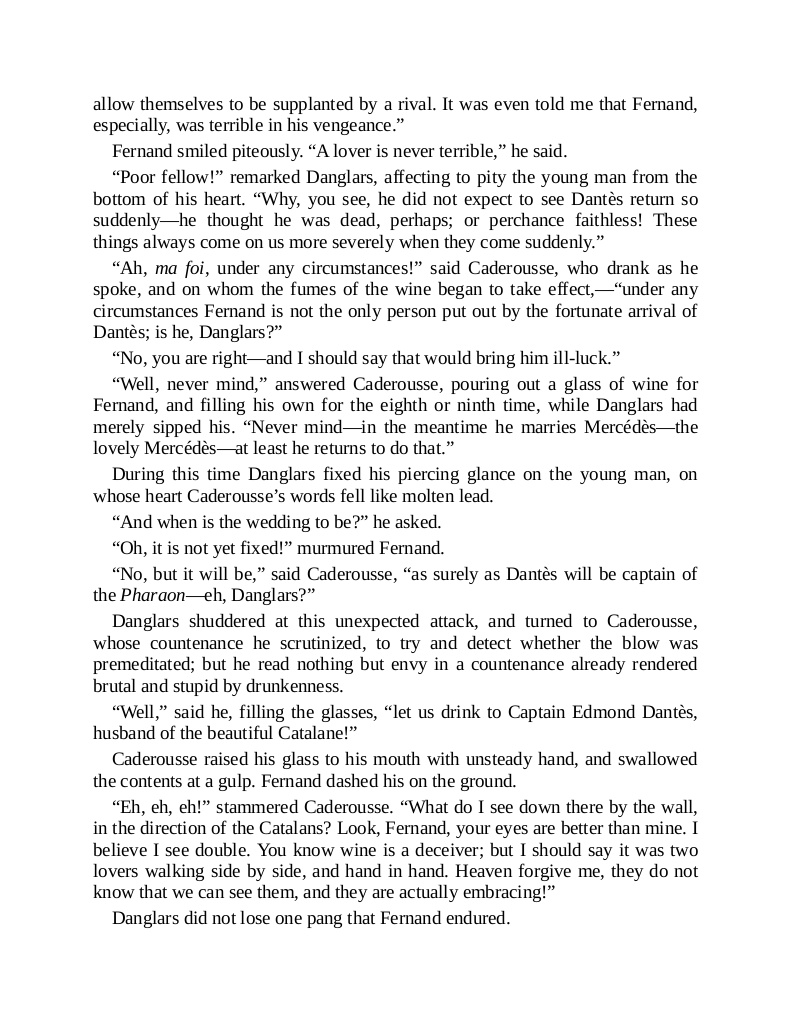 allow themselves to be supplanted by a rival. It was even told me that Fernand,
especially, was terrible in his vengeance.”
Fernand smiled piteously. “A lover is never terrible,” he said.
“Poor fellow!” remarked Danglars, affecting to pity the young man from the
bottom of his heart. “Why, you see, he did not expect to see Dantès return so
suddenly—he thought he was dead, perhaps; or perchance faithless! These
things always come on us more severely when they come suddenly.”
“Ah, ma foi, under any circumstances!” said Caderousse, who drank as he
spoke, and on whom the fumes of the wine began to take effect,—“under any
circumstances Fernand is not the only person put out by the fortunate arrival of
Dantès; is he, Danglars?”
“No, you are right—and I should say that would bring him ill-luck.”
“Well, never mind,” answered Caderousse, pouring out a glass of wine for
Fernand, and filling his own for the eighth or ninth time, while Danglars had
merely sipped his. “Never mind—in the meantime he marries Mercédès—the
lovely Mercédès—at least he returns to do that.”
During this time Danglars fixed his piercing glance on the young man, on
whose heart Caderousse’s words fell like molten lead.
“And when is the wedding to be?” he asked.
“Oh, it is not yet fixed!” murmured Fernand.
“No, but it will be,” said Caderousse, “as surely as Dantès will be captain of
the Pharaon—eh, Danglars?”
Danglars shuddered at this unexpected attack, and turned to Caderousse,
whose countenance he scrutinized, to try and detect whether the blow was
premeditated; but he read nothing but envy in a countenance already rendered
brutal and stupid by drunkenness.
“Well,” said he, filling the glasses, “let us drink to Captain Edmond Dantès,
husband of the beautiful Catalane!”
Caderousse raised his glass to his mouth with unsteady hand, and swallowed
the contents at a gulp. Fernand dashed his on the ground.
“Eh, eh, eh!” stammered Caderousse. “What do I see down there by the wall,
in the direction of the Catalans? Look, Fernand, your eyes are better than mine. I
believe I see double. You know wine is a deceiver; but I should say it was two
lovers walking side by side, and hand in hand. Heaven forgive me, they do not
know that we can see them, and they are actually embracing!”
Danglars did not lose one pang that Fernand endured.